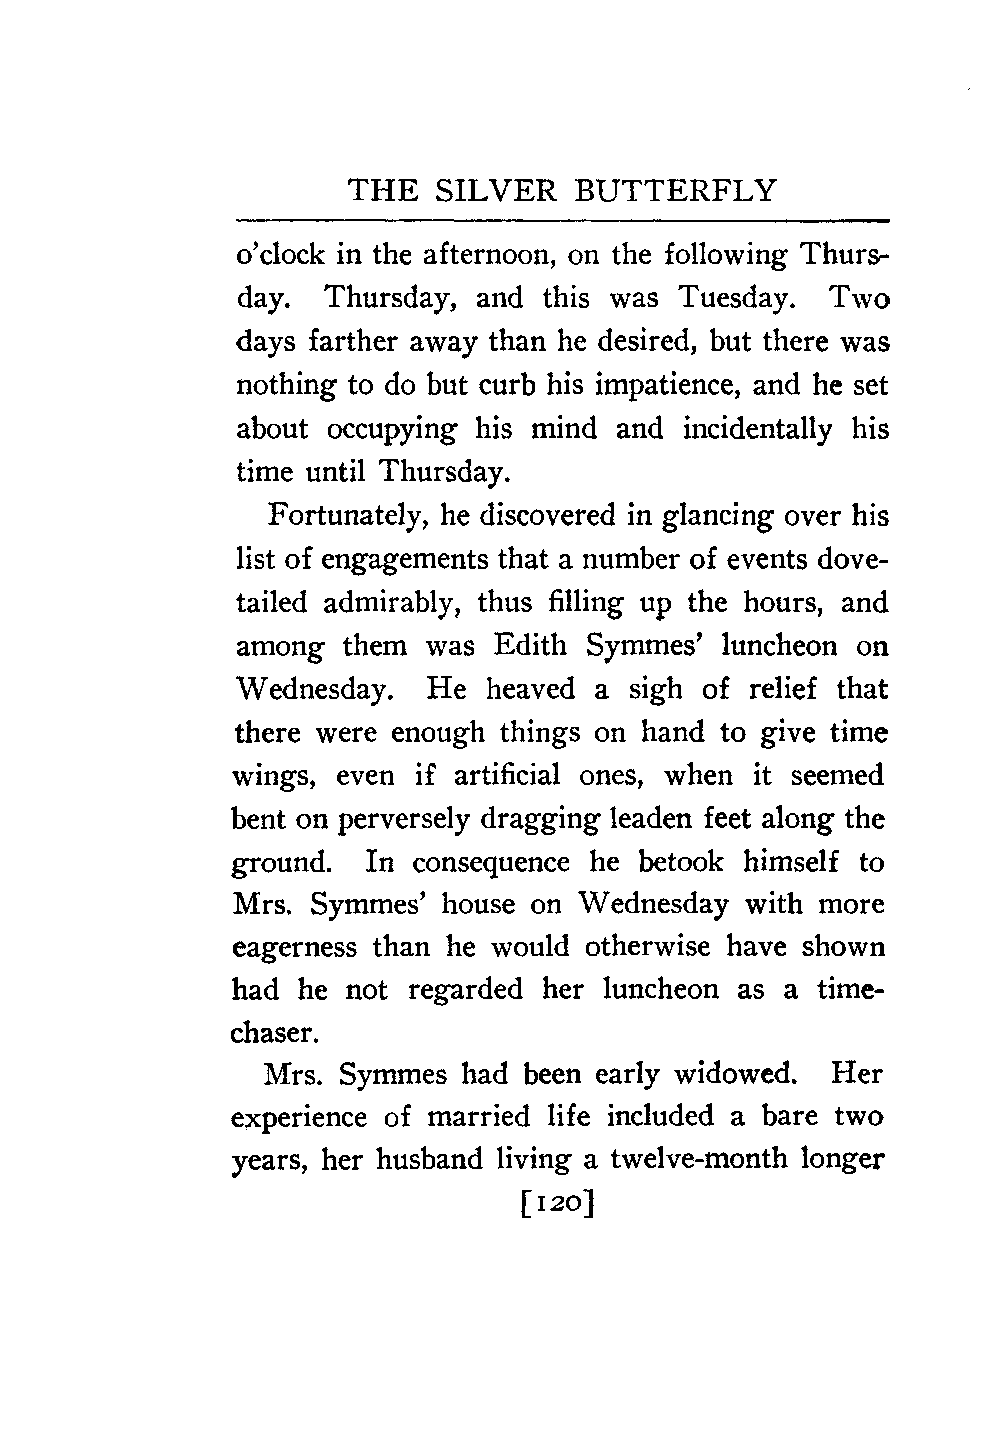 THE SILVER BUTTERFLY
o'clock in the afternoon, on the following Thurs-
day. Thursday, and this was Tuesday. Two
days farther away than he desired, but there was
nothing to do but curb his impatience, and he set
about occupying his mind and incidentally his
time until Thursday.
Fortunately, he discovered in glancing over his
list of engagements that a number of events dove-
tailed admirably, thus filling up the hours, and
among them was Edith Symmes' luncheon on
Wednesday. He heaved a sigh of relief that
there were enough things on hand to give time
wings, even if artificial ones, when it seemed
bent on perversely dragging leaden feet along the
ground. In consequence he betook himself to
Mrs. Symmes' house on Wednesday with more
eagerness than he would otherwise have shown
had he not regarded her luncheon as a time-
chaser.
Mrs. Symmes had been early widowed. Her
experience of married life included a bare two
years, her husband living a twelve-month longer
[120]